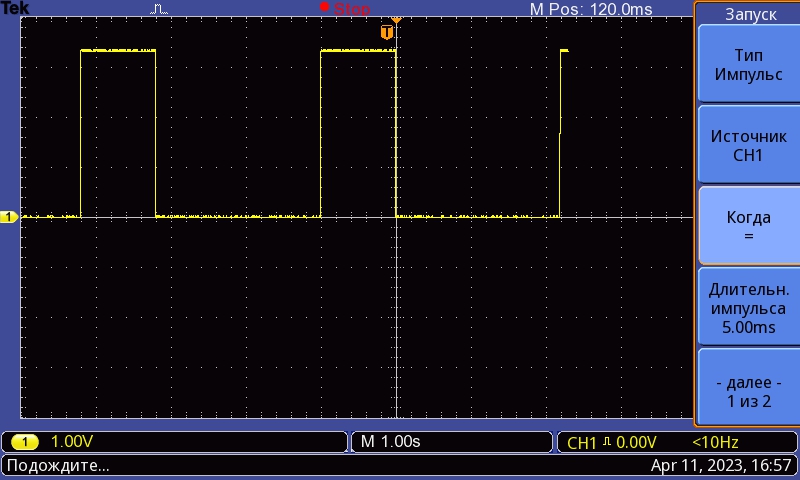 Tek Stop M Pos: 120.0ms
T
1
Запуск
Тип
Импульс
Источник
CH1
Когда
=
Длительн.
импульса
5.00ms
- далее -
1 из 2
1 1.00V M 1.00s CH1 0.00V <10Hz
Подождите... Apr 11, 2023, 16:57